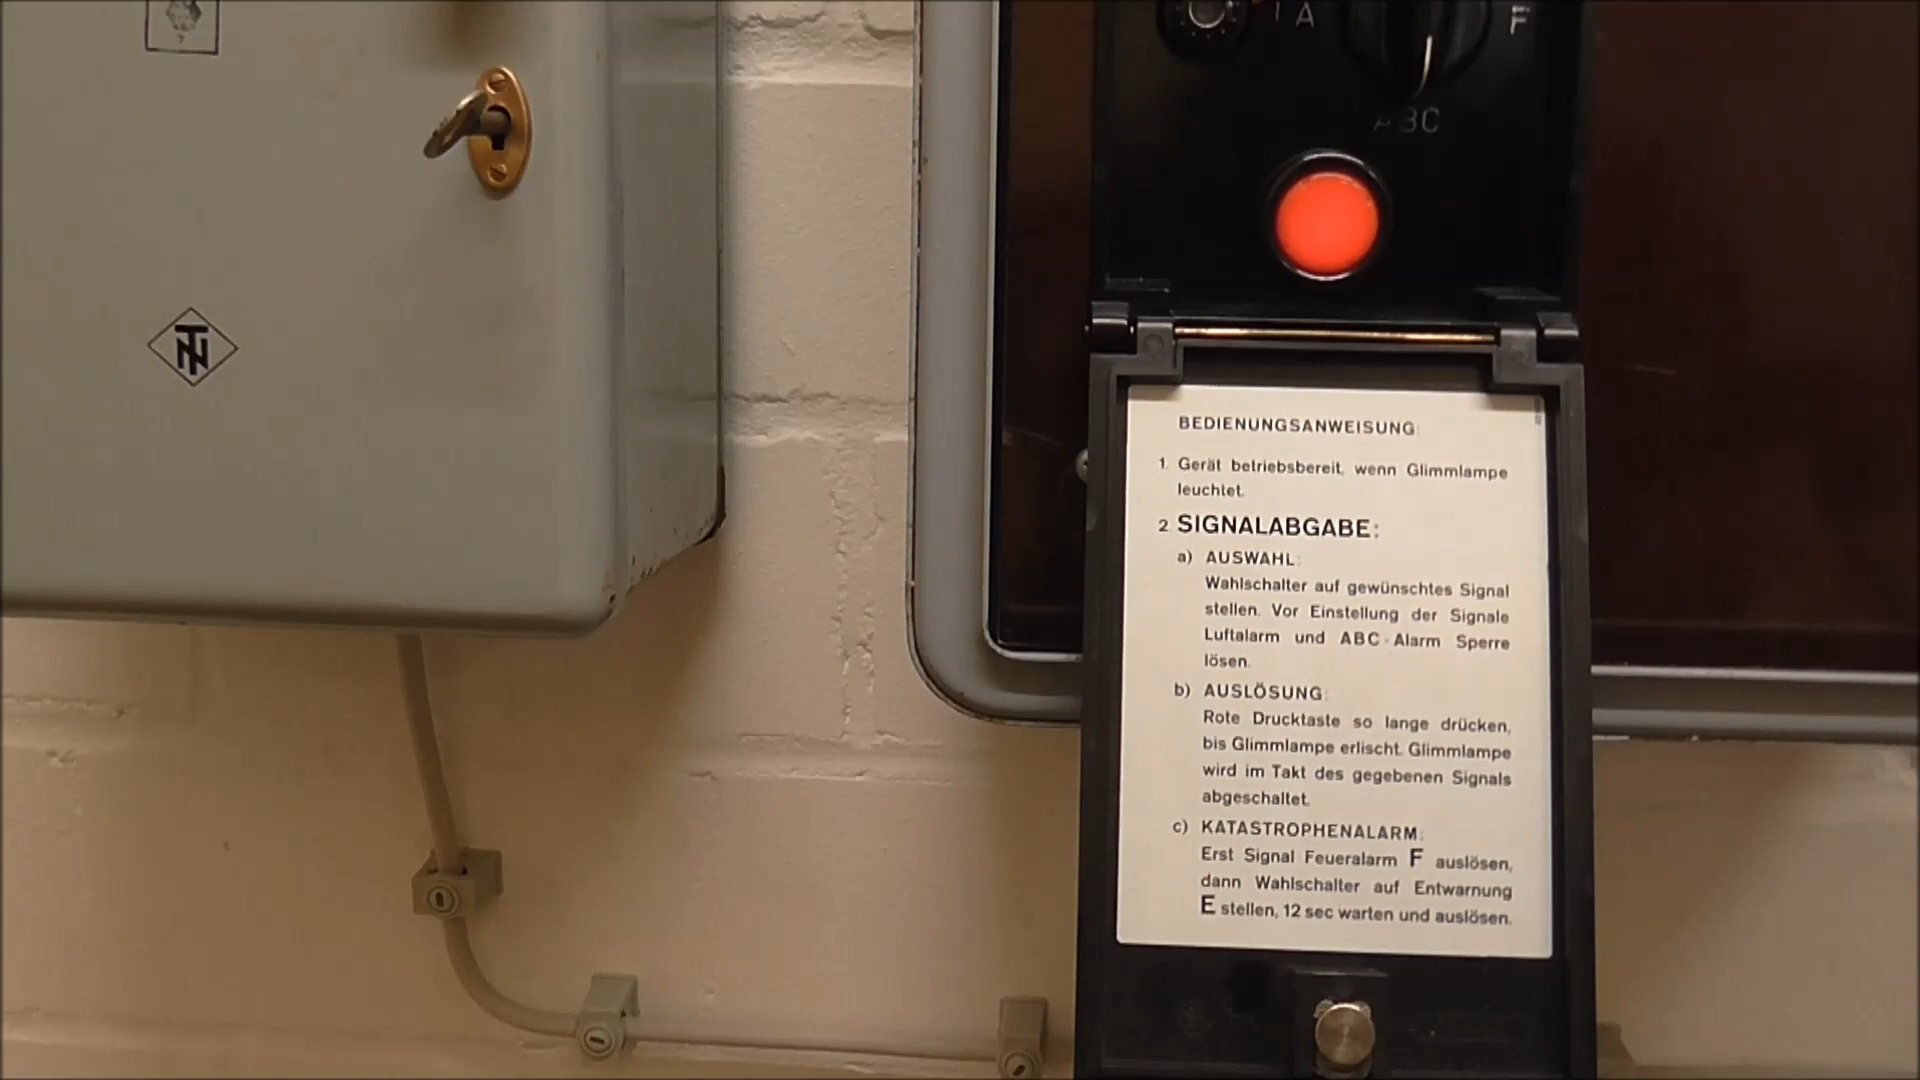 A
F
ABC
TN
BEDIENUNGSANWEISUNG:
1. Gerät betriebsbereit, wenn Glimmlampe
leuchtet.
2. SIGNALABGABE:
a) AUSWAHL:
Wahlschalter auf gewünschtes Signal
stellen. Vor Einstellung der Signale
Luftalarm und ABC-Alarm Sperre
lösen.
b) AUSLÖSUNG:
Rote Drucktaste so lange drücken,
bis Glimmlampe erlischt. Glimmlampe
wird im Takt des gegebenen Signals
abgeschaltet.
c) KATASTROPHENALARM:
Erst Signal Feueralarm F auslösen,
dann Wahlschalter auf Entwarnung
E stellen, 12 sec warten und auslösen.